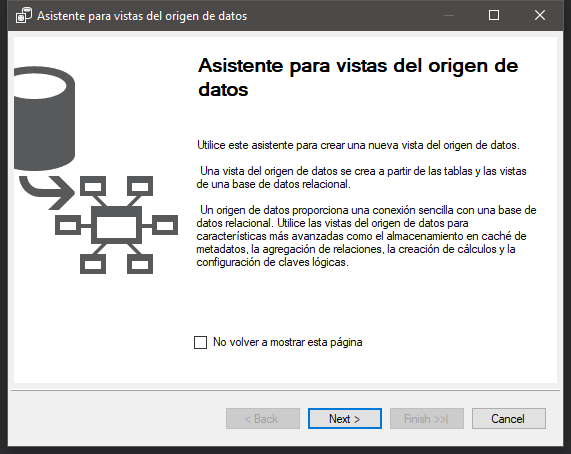 Asistente para vistas del origen de datos
Asistente para vistas del origen de
datos
Utilice este asistente para crear una nueva vista del origen de datos.
Una vista del origen de datos se crea a partir de las tablas y las vistas
de una base de datos relacional.
Un origen de datos proporciona una conexión sencilla con una base de
datos relacional. Utilice las vistas del origen de datos para
características más avanzadas como el almacenamiento en caché de
metadatos, la agregación de relaciones, la creación de cálculos y la
configuración de claves lógicas.
No volver a mostrar esta página
< Back Next > Finish >>| Cancel